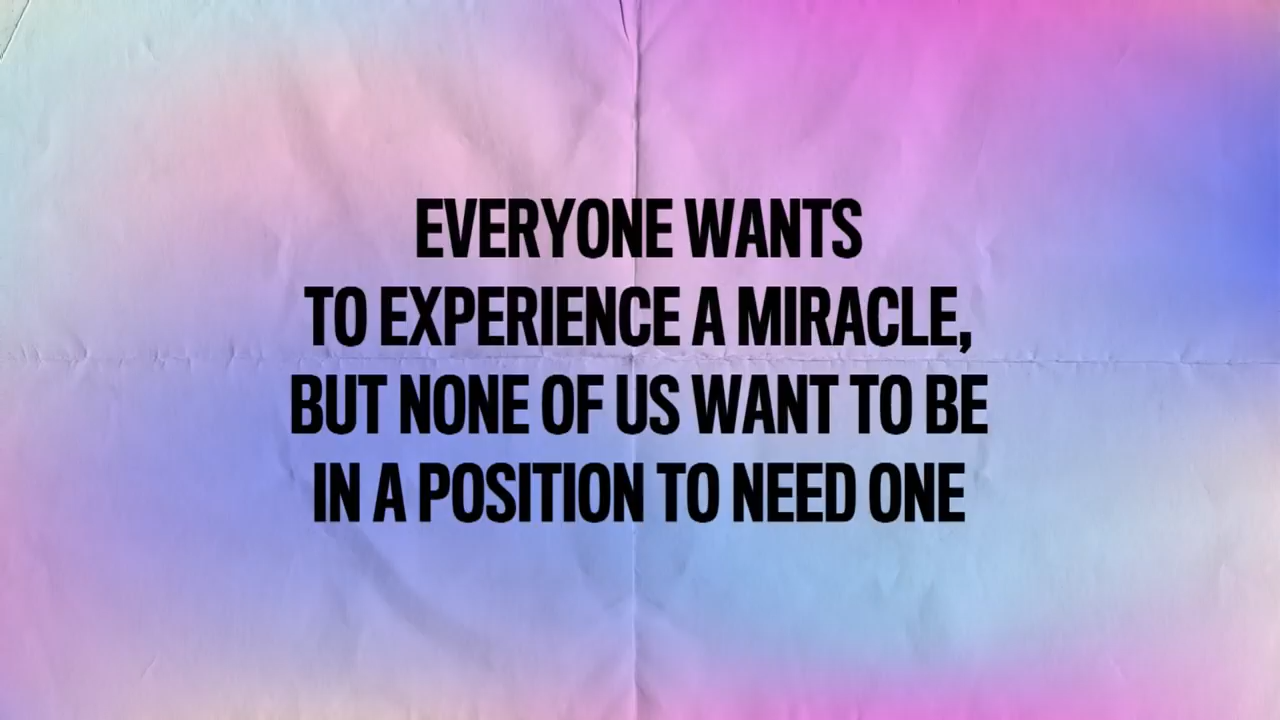 EVERYONE WANTS
TO EXPERIENCE A MIRACLE,
BUT NONE OF US WANT TO BE
IN A POSITION TO NEED ONE